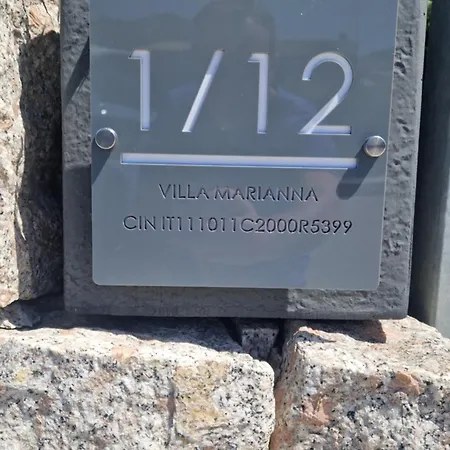 1/12
VILLA MARIANNA
CIN IT111011C2000R5399